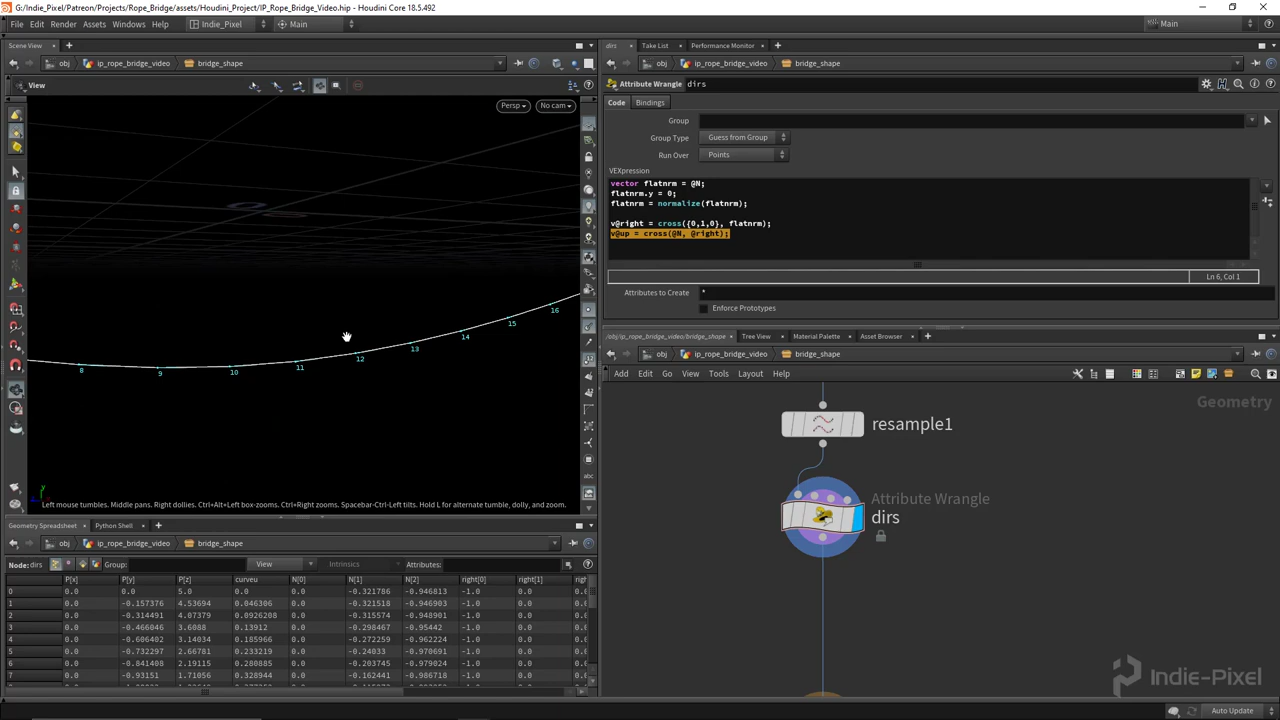 G:/Indie_Pixel/Patreon/Projects/Rope_Bridge/assets/Houdini_Project/IP_Rope_Bridge_Video.hip - Houdini Core 18.5.492
File Edit Render Assets Windows Help Indie_Pixel Main Main
Scene View
obj ip_rope_bridge_video bridge_shape
View
Persp No cam
8 9 10 11 12 13 14 15 16
Left mouse tumbles. Middle pans. Right dollies. Ctrl+Alt+Left box-zooms. Ctrl+Right zooms. Spacebar-Ctrl-Left tilts. Hold L for alternate tumble, dolly, and zoom.
Geometry Spreadsheet Python Shell
obj ip_rope_bridge_video bridge_shape
Node: dirs Group: View Intrinsics Attributes:
P[x] P[y] P[z] curveu N[0] N[1] N[2] right[0] right[1] righ
0 0.0 0.0 5.0 0.0 0.0 -0.321786 -0.946813 -1.0 0.0
1 0.0 -0.157376 4.53694 0.046306 0.0 -0.321518 -0.946903 -1.0 0.0
2 0.0 -0.314491 4.07379 0.0926208 0.0 -0.315574 -0.948901 -1.0 0.0
3 0.0 -0.466046 3.6088 0.13912 0.0 -0.298467 -0.95442 -1.0 0.0
4 0.0 -0.606402 3.14034 0.185966 0.0 -0.272259 -0.962224 -1.0 0.0
5 0.0 -0.732297 2.66781 0.233219 0.0 -0.24033 -0.970691 -1.0 0.0
6 0.0 -0.841408 2.19115 0.280885 0.0 -0.203745 -0.979024 -1.0 0.0
7 0.0 -0.93151 1.71056 0.328944 0.0 -0.162441 -0.986718 -1.0 0.0
dirs Take List Performance Monitor
obj ip_rope_bridge_video bridge_shape
Attribute Wrangle dirs
Code Bindings
Group
Group Type Guess from Group
Run Over Points
VEXpression
vector flatnrm = @N;
flatnrm.y = 0;
flatnrm = normalize(flatnrm);
v@right = cross({0,1,0}, flatnrm);
v@up = cross(@N, @right);
Ln 6, Col 1
Attributes to Create *
Enforce Prototypes
/obj/ip_rope_bridge_video/bridge_shape Tree View Material Palette Asset Browser
obj ip_rope_bridge_video bridge_shape
Add Edit Go View Tools Layout Help
Geometry
resample1
Attribute Wrangle
dirs
Indie-Pixel
Auto Update